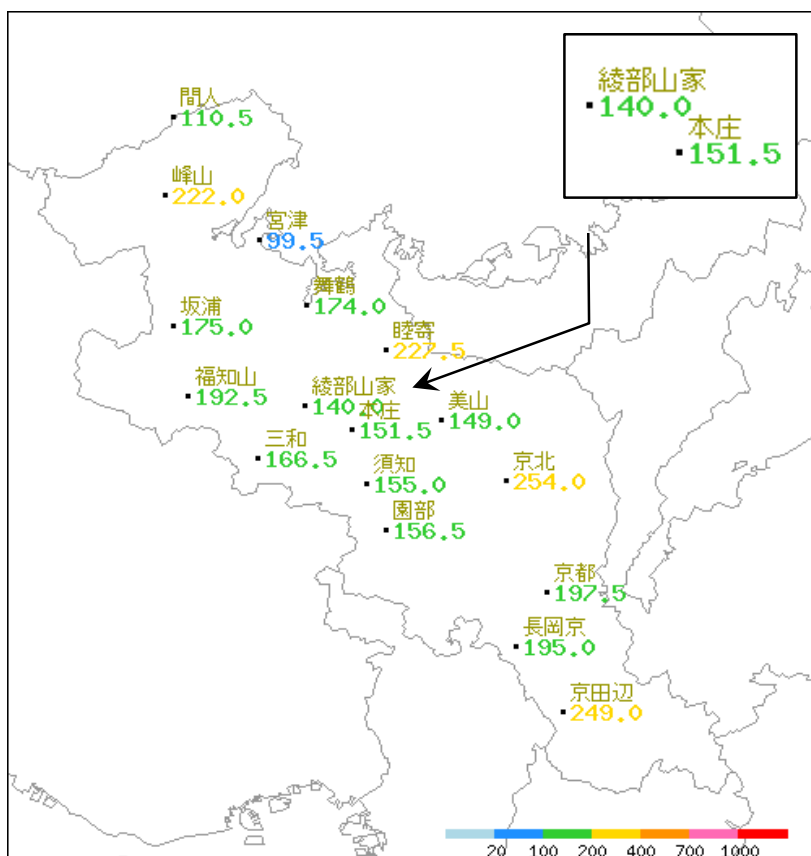 綾部山家
140.0
本庄
151.5
間人
110.5
峰山
222.0
宮津
99.5
舞鶴
174.0
坂浦
175.0
睦寄
227.5
福知山
192.5
綾部山家
140.0
本庄
151.5
美山
149.0
三和
166.5
須知
155.0
京北
254.0
園部
156.5
京都
197.5
長岡京
195.0
京田辺
249.0
20 100 200 400 700 1000